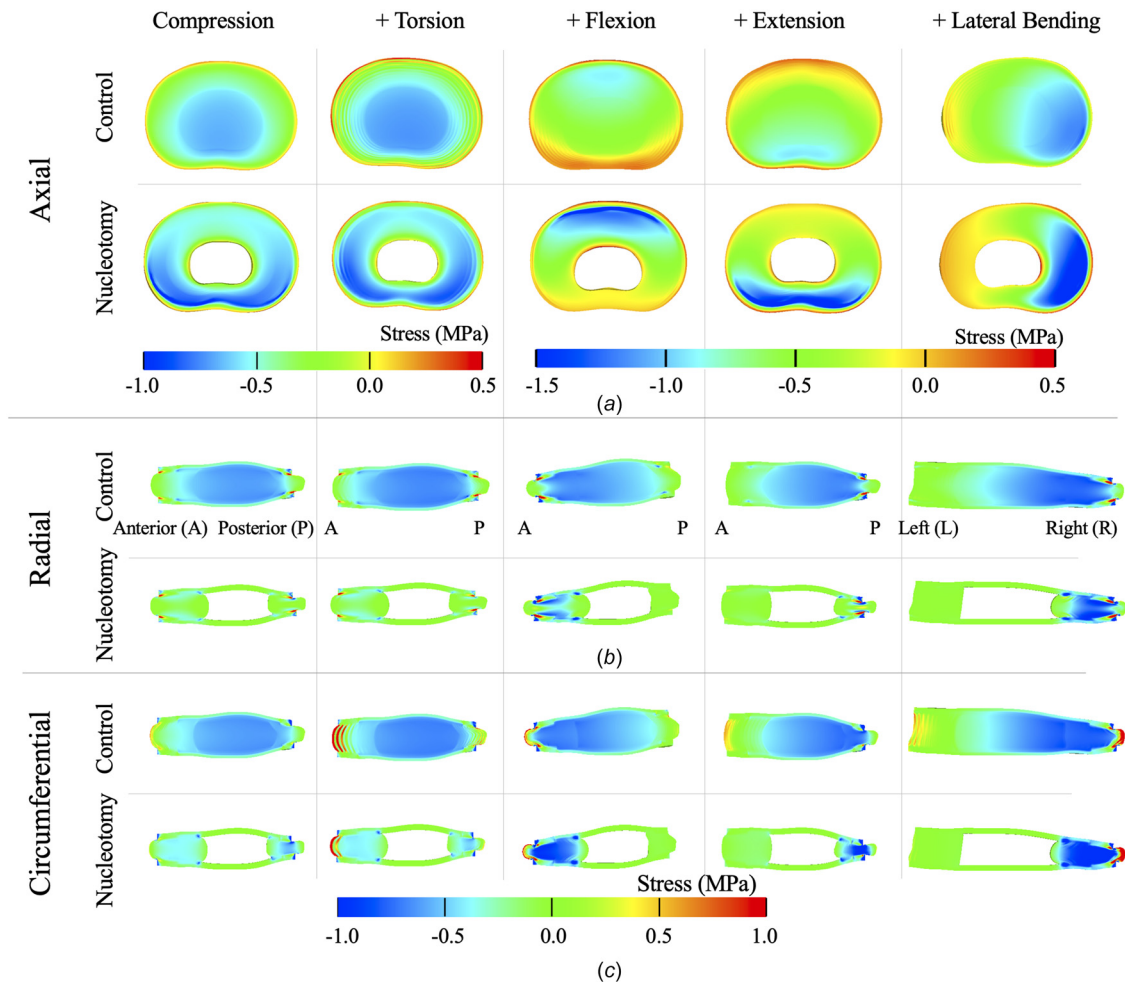 Compression + Torsion + Flexion + Extension + Lateral Bending
Axial
Control
Nucleotomy
Stress (MPa) Stress (MPa)
-1.0 -0.5 0.0 0.5 -1.5 -1.0 -0.5 0.0 0.5
(a)
Radial
Control
Anterior (A) Posterior (P) A P A P A P Left (L) Right (R)
Nucleotomy
(b)
Circumferential
Control
Nucleotomy
Stress (MPa)
-1.0 -0.5 0.0 0.5 1.0
(c)